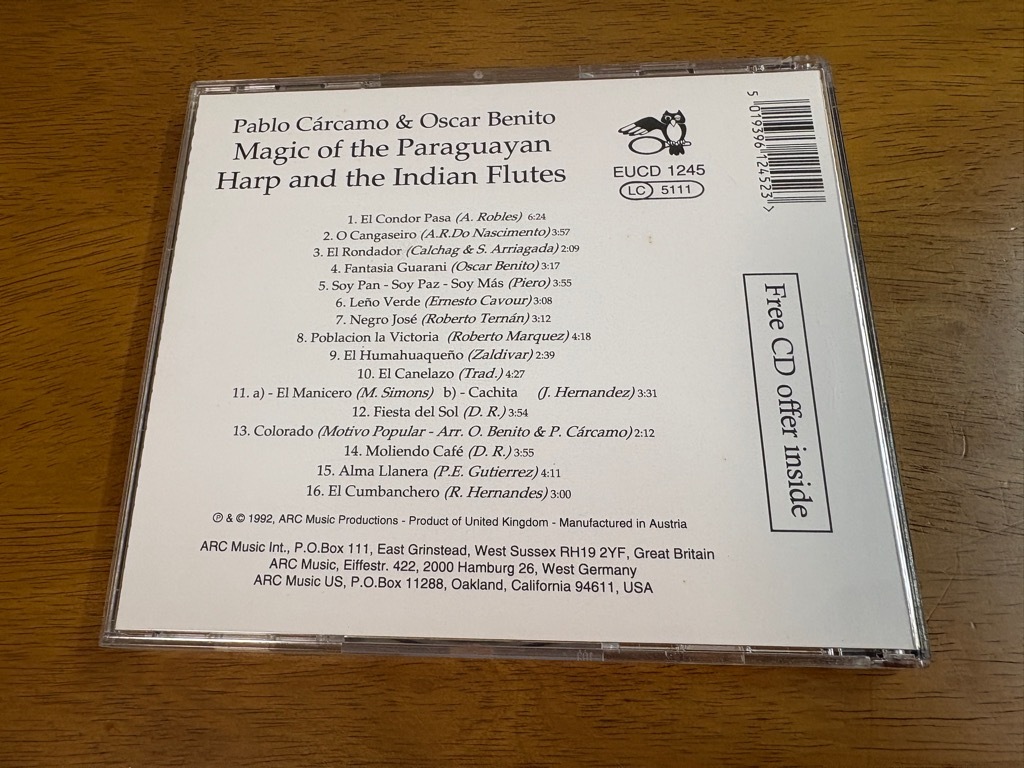 Pablo Cárcamo & Oscar Benito
Magic of the Paraguayan
Harp and the Indian Flutes
EUCD 1245
LC 5111
5 019396 124523 >
Free CD offer inside
1. El Condor Pasa (A. Robles) 6:24
2. O Cangaseiro (A.R.Do Nascimento) 3:57
3. El Rondador (Calchag & S. Arriagada) 2:09
4. Fantasia Guarani (Oscar Benito) 3:17
5. Soy Pan - Soy Paz - Soy Más (Piero) 3:55
6. Leño Verde (Ernesto Cavour) 3:08
7. Negro José (Roberto Ternán) 3:12
8. Poblacion la Victoria (Roberto Marquez) 4:18
9. El Humahuaqueño (Zaldivar) 2:39
10. El Canelazo (Trad.) 4:27
11. a) - El Manicero (M. Simons) b) - Cachita (J. Hernandez) 3:31
12. Fiesta del Sol (D. R.) 3:54
13. Colorado (Motivo Popular - Arr. O. Benito & P. Cárcamo) 2:12
14. Moliendo Café (D. R.) 3:55
15. Alma Llanera (P.E. Gutierrez) 4:11
16. El Cumbanchero (R. Hernandes) 3:00
℗ & © 1992, ARC Music Productions - Product of United Kingdom - Manufactured in Austria
ARC Music Int., P.O.Box 111, East Grinstead, West Sussex RH19 2YF, Great Britain
ARC Music, Eiffestr. 422, 2000 Hamburg 26, West Germany
ARC Music US, P.O.Box 11288, Oakland, California 94611, USA